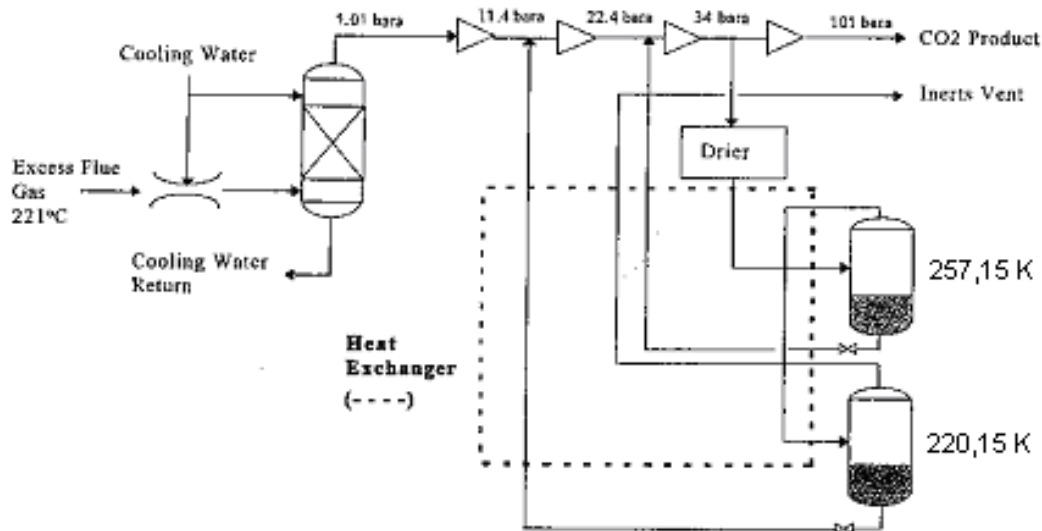 1.01 bara
11.4 bara
22.4 bara
34 bara
101 bara
CO2 Product
Cooling Water
Inerts Vent
Drier
Excess Flue
Gas
221°C
Cooling Water
Return
257,15 K
Heat
Exchanger
(----)
220,15 K